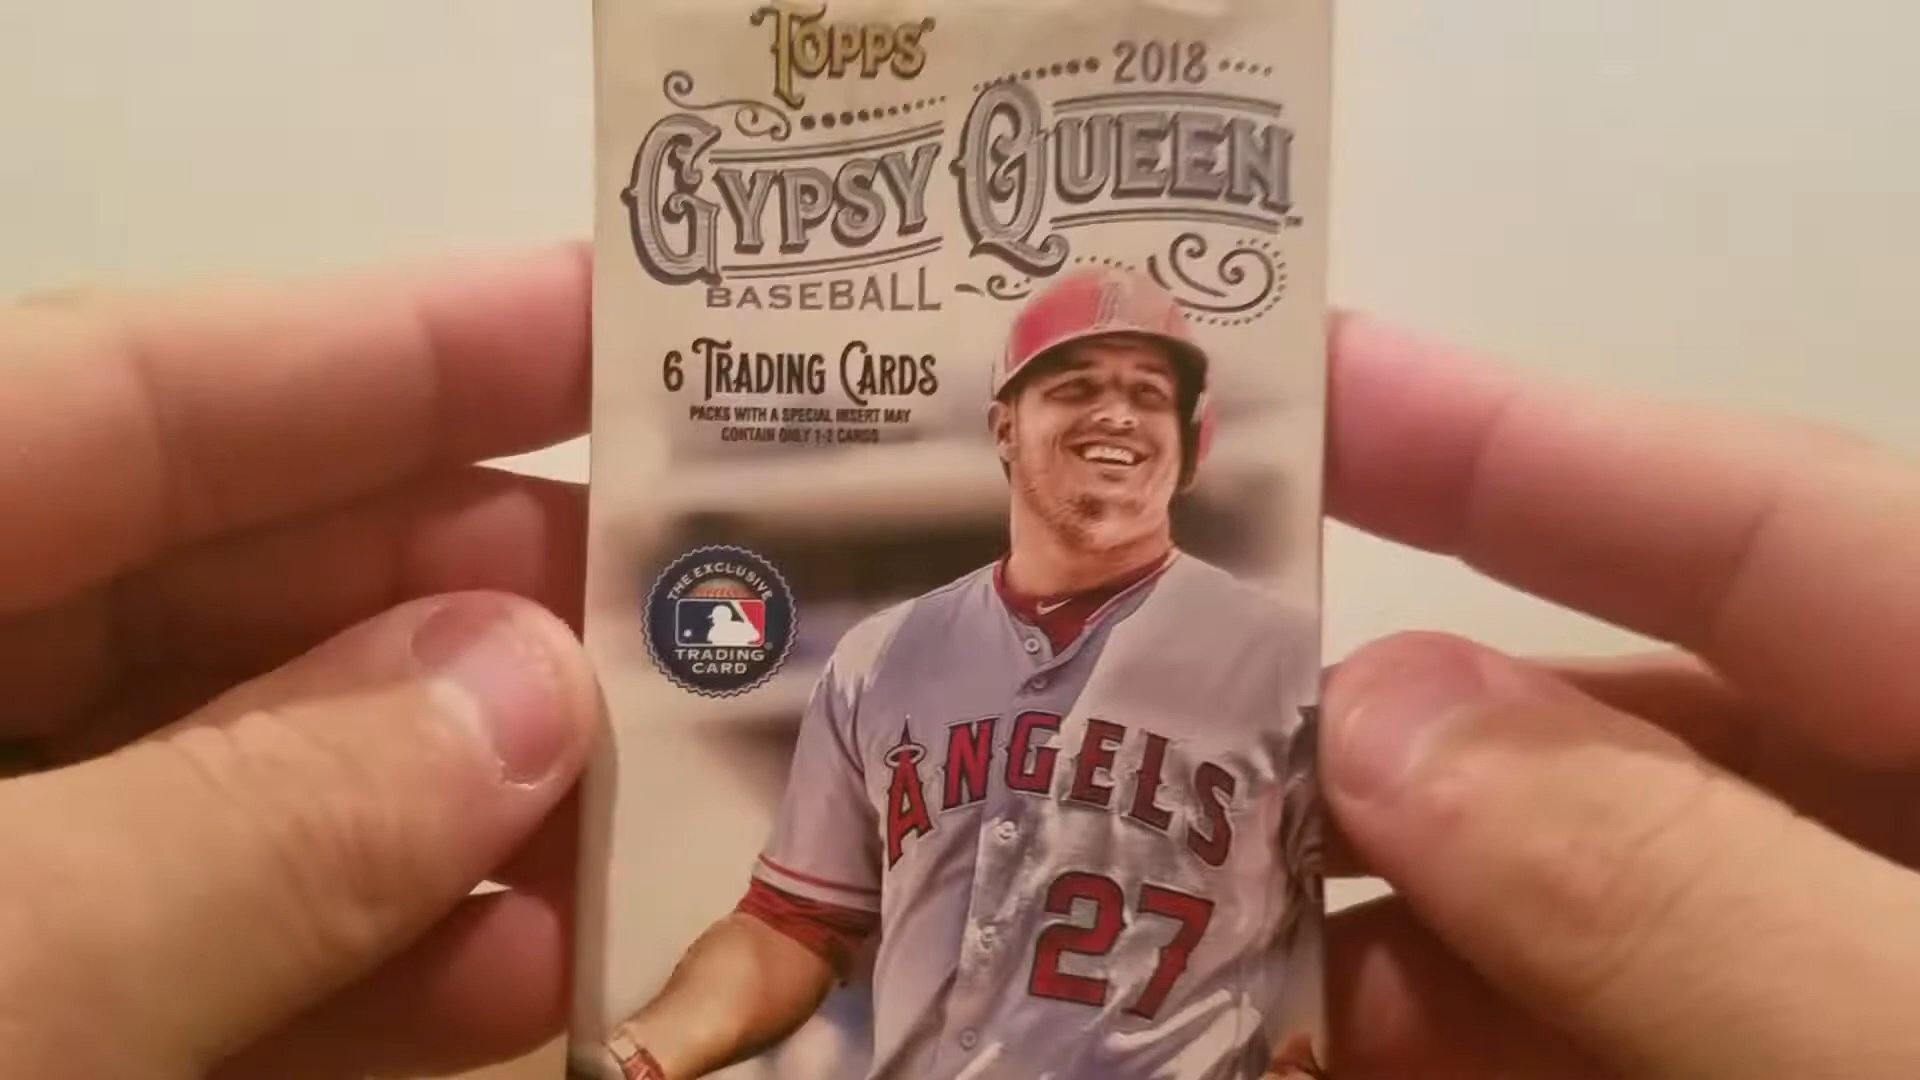 TOPPS
2018
GYPSY QUEEN™
BASEBALL
6 TRADING CARDS
PACKS WITH A SPECIAL INSERT MAY
CONTAIN ONLY 1-2 CARDS
THE EXCLUSIVE
TRADING
CARD
ANGELS
27